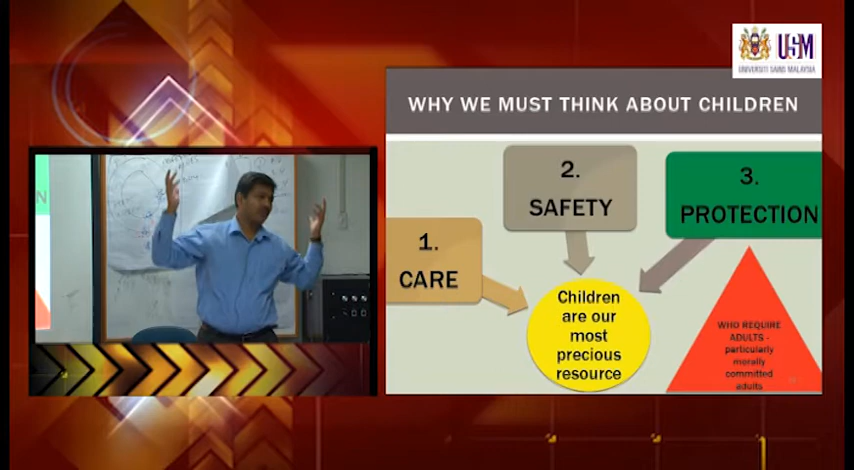 USM
UNIVERSITI SAINS MALAYSIA
WHY WE MUST THINK ABOUT CHILDREN
1.
CARE
2.
SAFETY
3.
PROTECTION
Children
are our
most
precious
resource
WHO REQUIRE
ADULTS -
particularly
morally
committed
adults
N